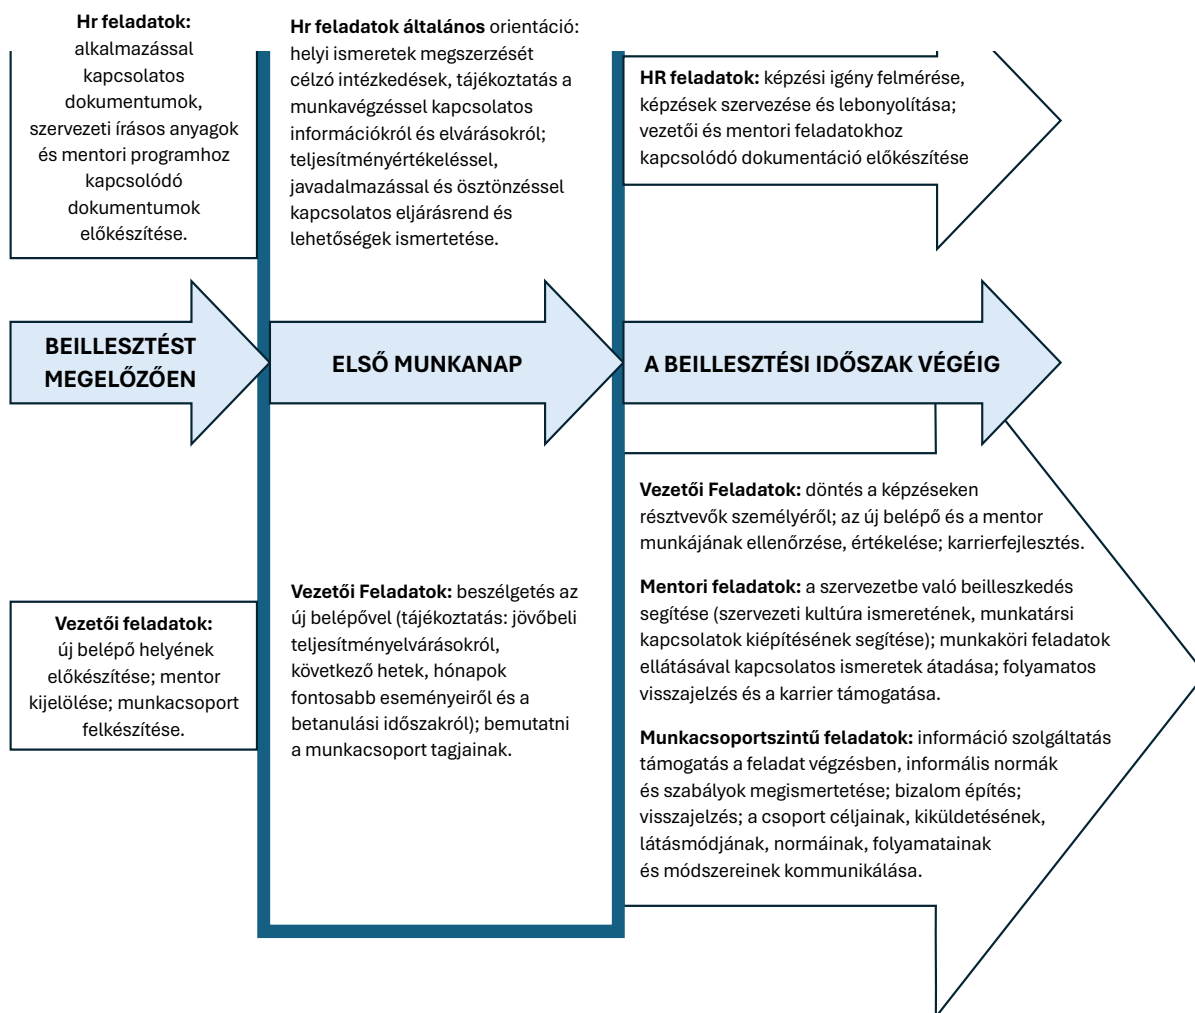 Hr feladatok:
alkalmazással
kapcsolatos
dokumentumok,
szervezeti írásos anyagok
és mentori programhoz
kapcsolódó
dokumentumok
előkészítése.
Hr feladatok általános orientáció:
helyi ismeretek megszerzését
célzó intézkedések, tájékoztatás a
munkavégzéssel kapcsolatos
információkról és elvárásokról;
teljesítményértékeléssel,
javadalmazással és ösztönzéssel
kapcsolatos eljárásrend és
lehetőségek ismertetése.
HR feladatok: képzési igény felmérése,
képzések szervezése és lebonyolítása;
vezetői és mentori feladatokhoz
kapcsolódó dokumentáció előkészítése
BEILLESZTÉST
MEGELŐZŐEN
ELSŐ MUNKANAP
A BEILLESZTÉSI IDŐSZAK VÉGÉIG
Vezetői feladatok:
új belépő helyének
előkészítése; mentor
kijelölése; munkacsoport
felkészítése.
Vezetői Feladatok: beszélgetés az
új belépővel (tájékoztatás: jövőbeli
teljesítményelvárásokról,
következő hetek, hónapok
fontosabb eseményeiről és a
betanulási időszakról); bemutatni
a munkacsoport tagjainak.
Vezetői Feladatok: döntés a képzéseken
résztvevők személyéről; az új belépő és a mentor
munkájának ellenőrzése, értékelése; karrierfejlesztés.
Mentori feladatok: a szervezetbe való beilleszkedés
segítése (szervezeti kultúra ismeretének, munkatársi
kapcsolatok kiépítésének segítése); munkaköri feladatok
ellátásával kapcsolatos ismeretek átadása; folyamatos
visszajelzés és a karrier támogatása.
Munkacsoportszintű feladatok: információ szolgáltatás
támogatás a feladat végzésben, informális normák
és szabályok megismertetése; bizalom építés;
visszajelzés; a csoport céljainak, kiküldetésének,
látásmódjának, normáinak, folyamatainak
és módszereinek kommunikálása.